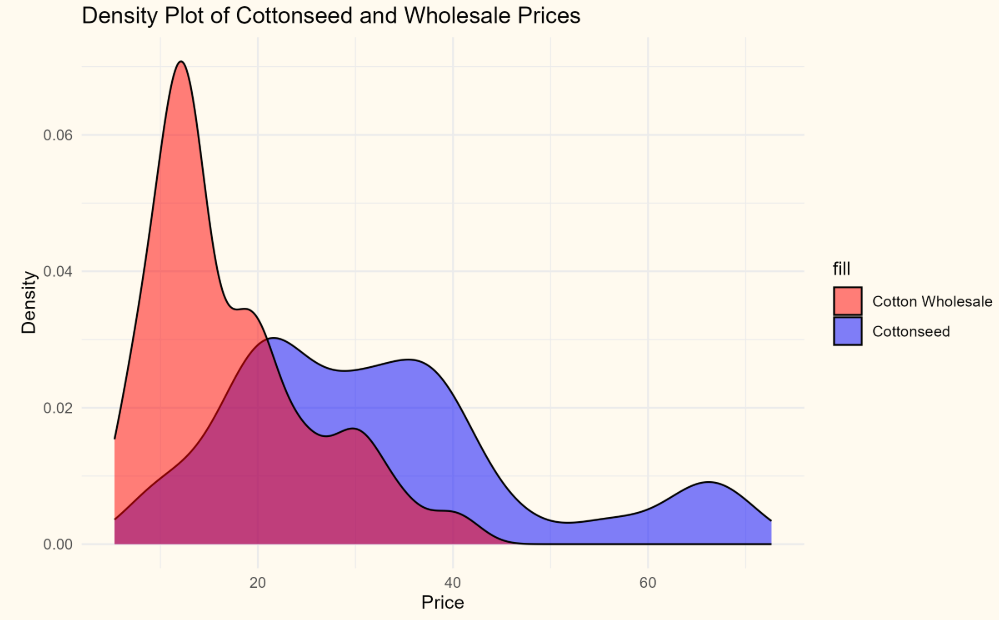 Density Plot of Cottonseed and Wholesale Prices
Density
0.06
0.04
0.02
0.00
20
40
60
Price
fill
Cotton Wholesale
Cottonseed